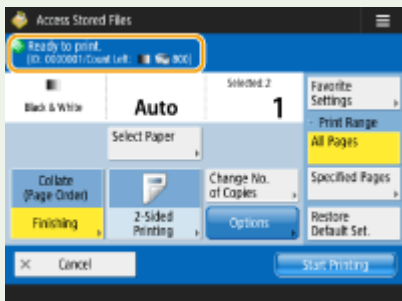 Access Stored Files
Ready to print.
(ID: 0000001/Count Left: 800)
Black & White
Auto
Selected:2
1
Favorite Settings
- Print Range
All Pages
Select Paper
Collate (Page Order)
Finishing
2-Sided Printing
Change No. of Copies
Options
Specified Pages
Restore Default Set.
× Cancel
Start Printing